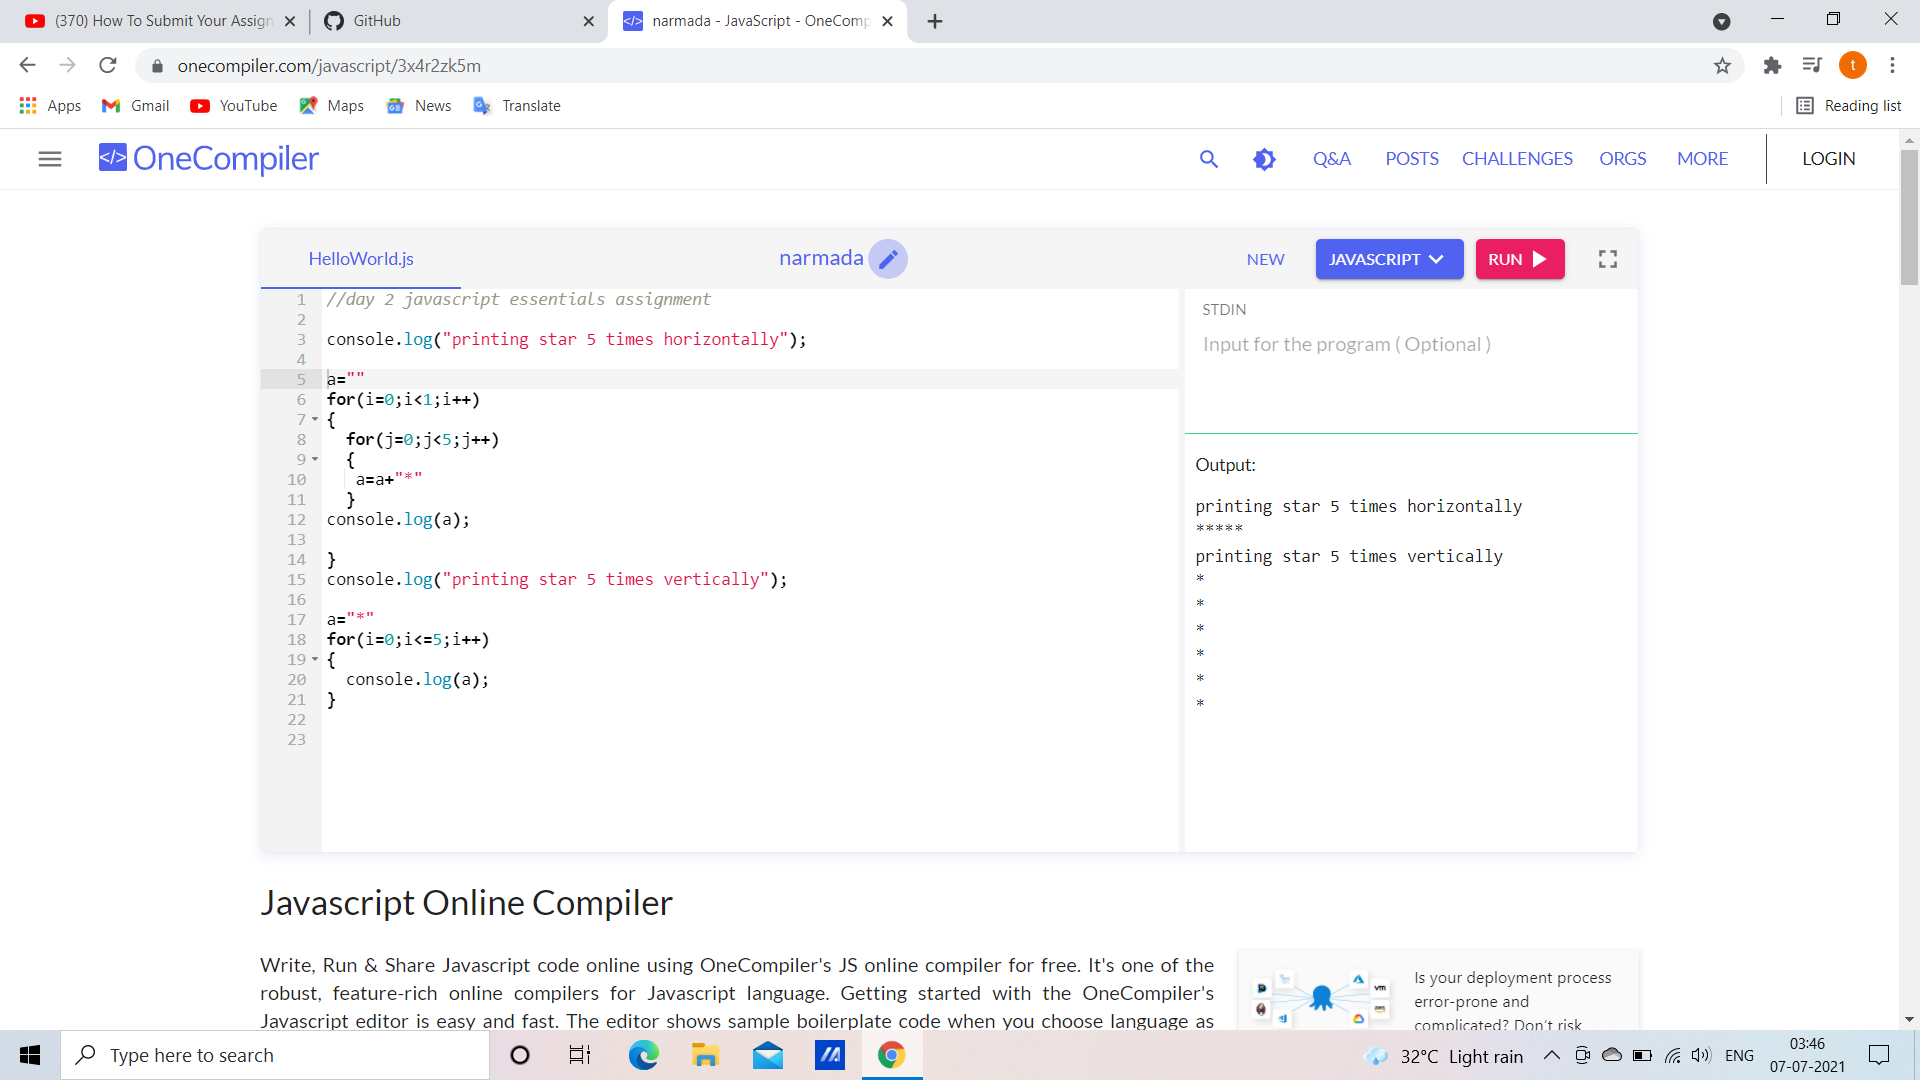 (370) How To Submit Your Assign
GitHub
narmada - JavaScript - OneComp
onecompiler.com/javascript/3x4r2zk5m
t
Apps
Gmail
YouTube
Maps
News
Translate
Reading list
</> OneCompiler
Q&A
POSTS
CHALLENGES
ORGS
MORE
LOGIN
HelloWorld.js
narmada
NEW
JAVASCRIPT
RUN
1 //day 2 javascript essentials assignment
2
3 console.log("printing star 5 times horizontally");
4
5 a=""
6 for(i=0;i<1;i++)
7 {
8 for(j=0;j<5;j++)
9 {
10 a=a+"*"
11 }
12 console.log(a);
13
14 }
15 console.log("printing star 5 times vertically");
16
17 a="*"
18 for(i=0;i<=5;i++)
19 {
20 console.log(a);
21 }
22
23
STDIN
Input for the program ( Optional )
Output:
printing star 5 times horizontally
*****
printing star 5 times vertically
*
*
*
*
*
*
Javascript Online Compiler
Write, Run & Share Javascript code online using OneCompiler's JS online compiler for free. It's one of the
robust, feature-rich online compilers for Javascript language. Getting started with the OneCompiler's
Javascript editor is easy and fast. The editor shows sample boilerplate code when you choose language as
Is your deployment process
error-prone and
complicated? Don't risk
vm
Type here to search
32°C Light rain
ENG
03:46
07-07-2021